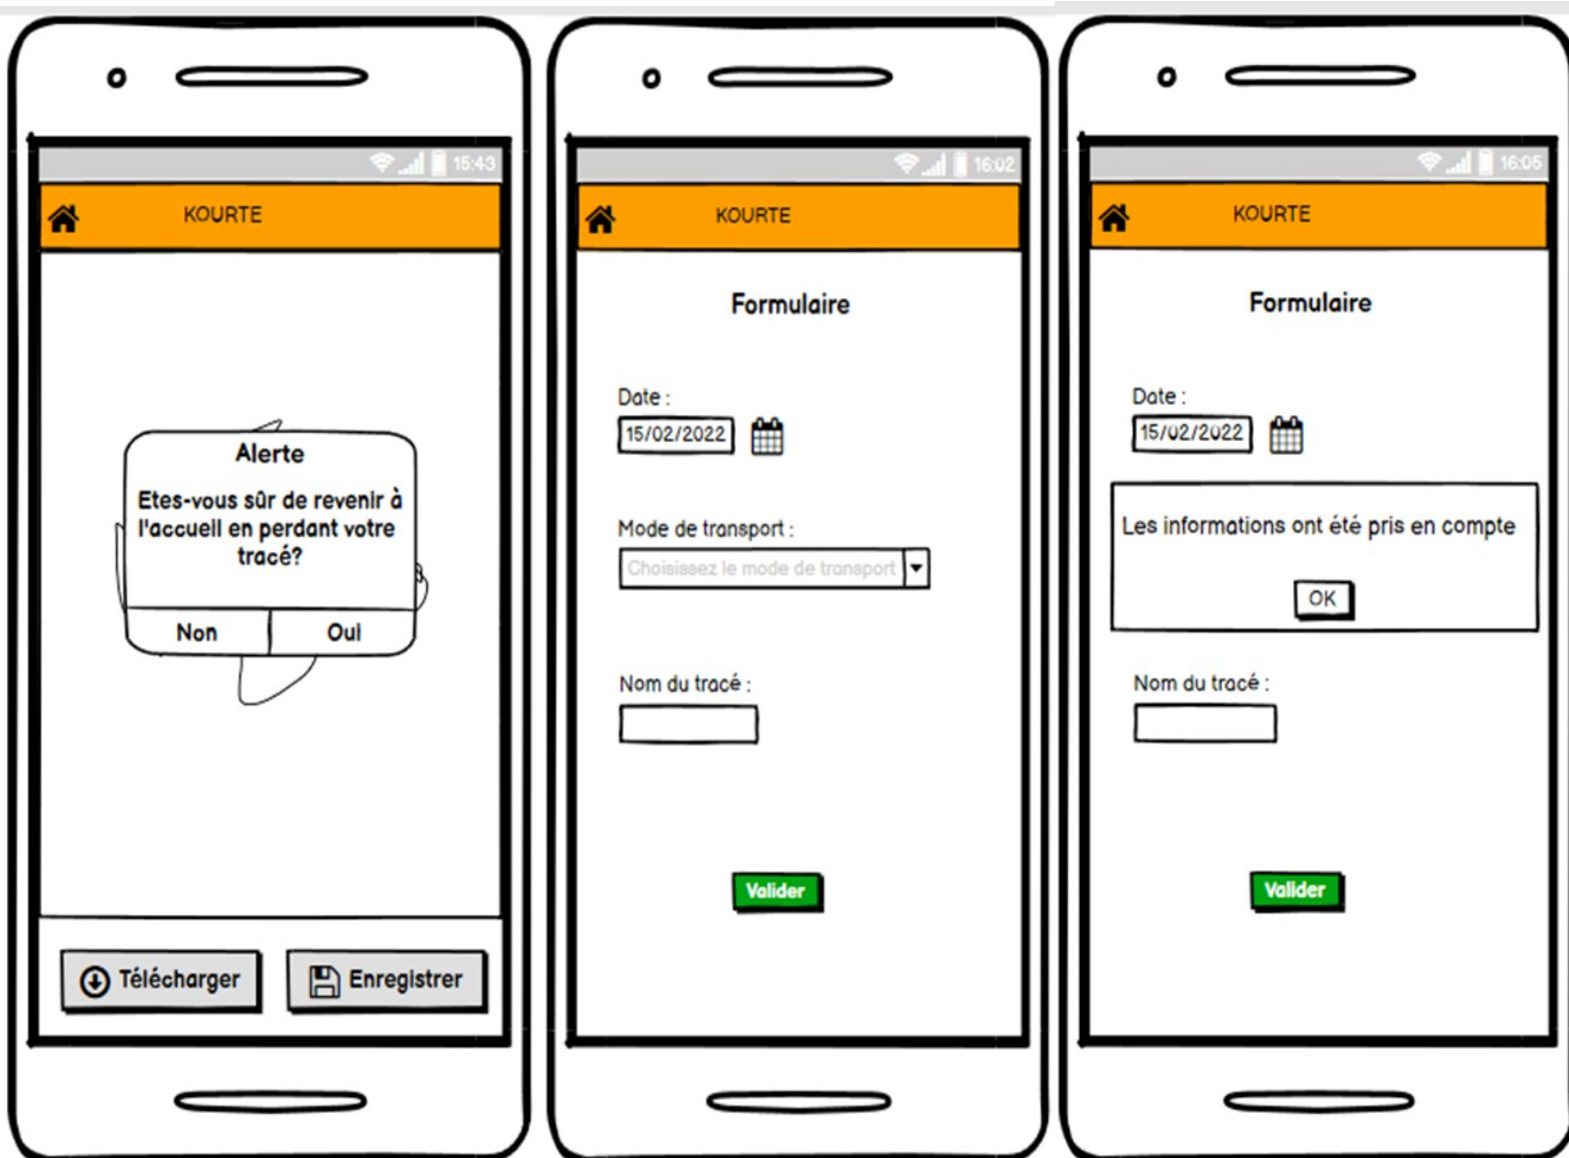 15:43
KOURTE
Alerte
Etes-vous sûr de revenir à
l'accueil en perdant votre
tracé?
Non
Oui
Télécharger
Enregistrer
16:02
KOURTE
Formulaire
Date :
15/02/2022
Mode de transport :
Choisissez le mode de transport
Nom du tracé :
Valider
16:05
KOURTE
Formulaire
Date :
15/02/2022
Les informations ont été pris en compte
OK
Nom du tracé :
Valider